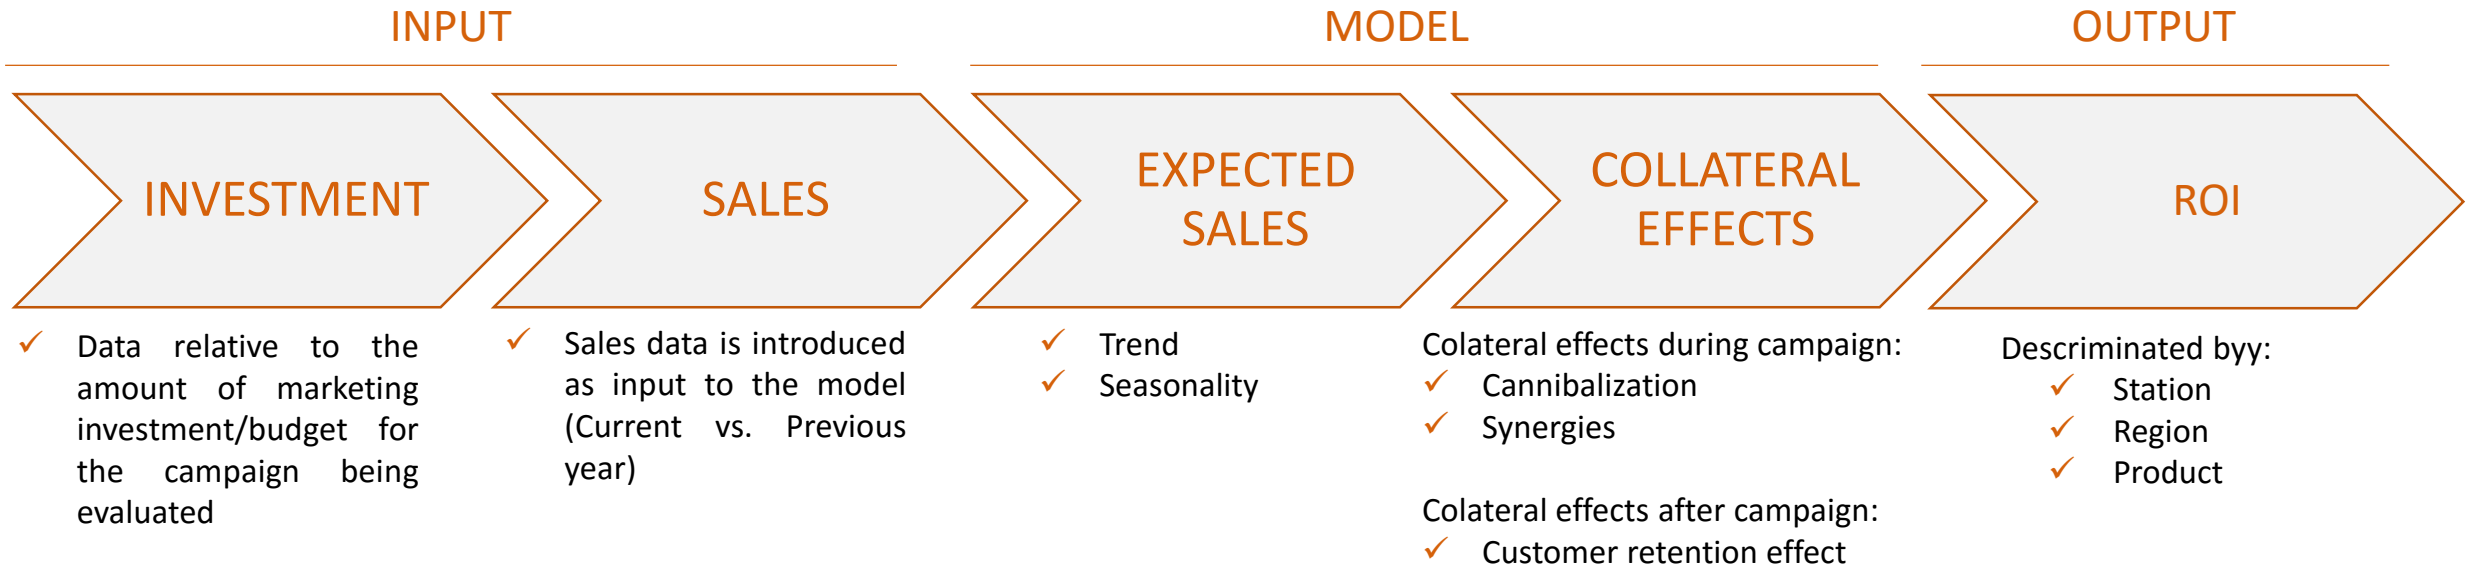 INPUT
MODEL
OUTPUT
INVESTMENT
SALES
EXPECTED
SALES
COLLATERAL
EFFECTS
ROI
✓ Data relative to the
amount of marketing
investment/budget for
the campaign being
evaluated
✓ Sales data is introduced
as input to the model
(Current vs. Previous
year)
✓ Trend
✓ Seasonality
Colateral effects during campaign:
✓ Cannibalization
✓ Synergies
Colateral effects after campaign:
✓ Customer retention effect
Descriminated byy:
✓ Station
✓ Region
✓ Product